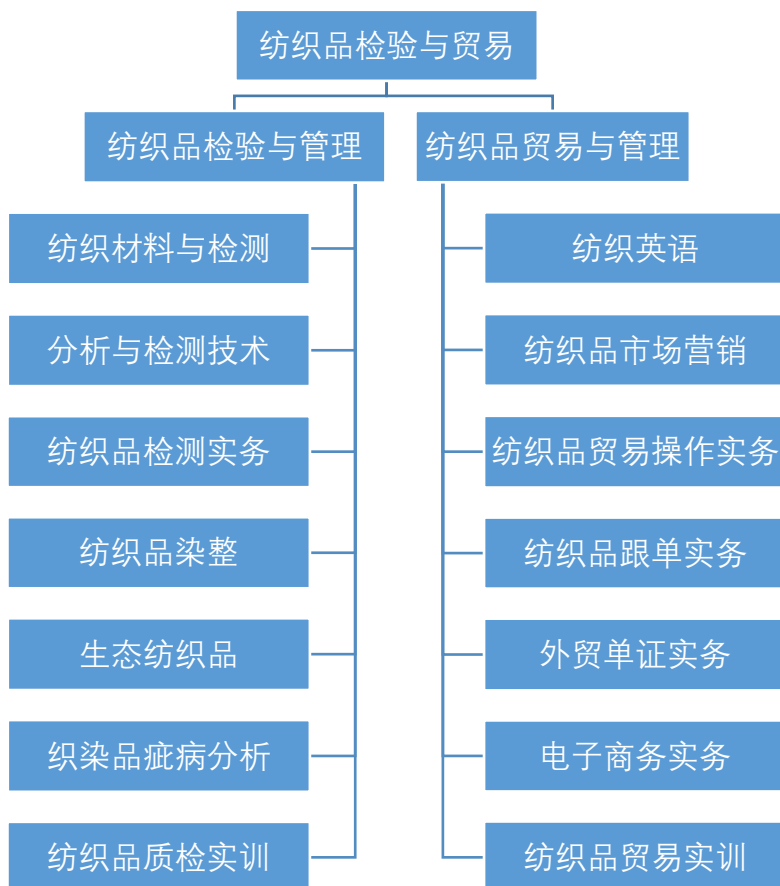 纺织品检验与贸易
纺织品检验与管理
纺织品贸易与管理
纺织材料与检测
分析与检测技术
纺织品检测实务
纺织品染整
生态纺织品
织染品疵病分析
纺织品质检实训
纺织英语
纺织品市场营销
纺织品贸易操作实务
纺织品跟单实务
外贸单证实务
电子商务实务
纺织品贸易实训